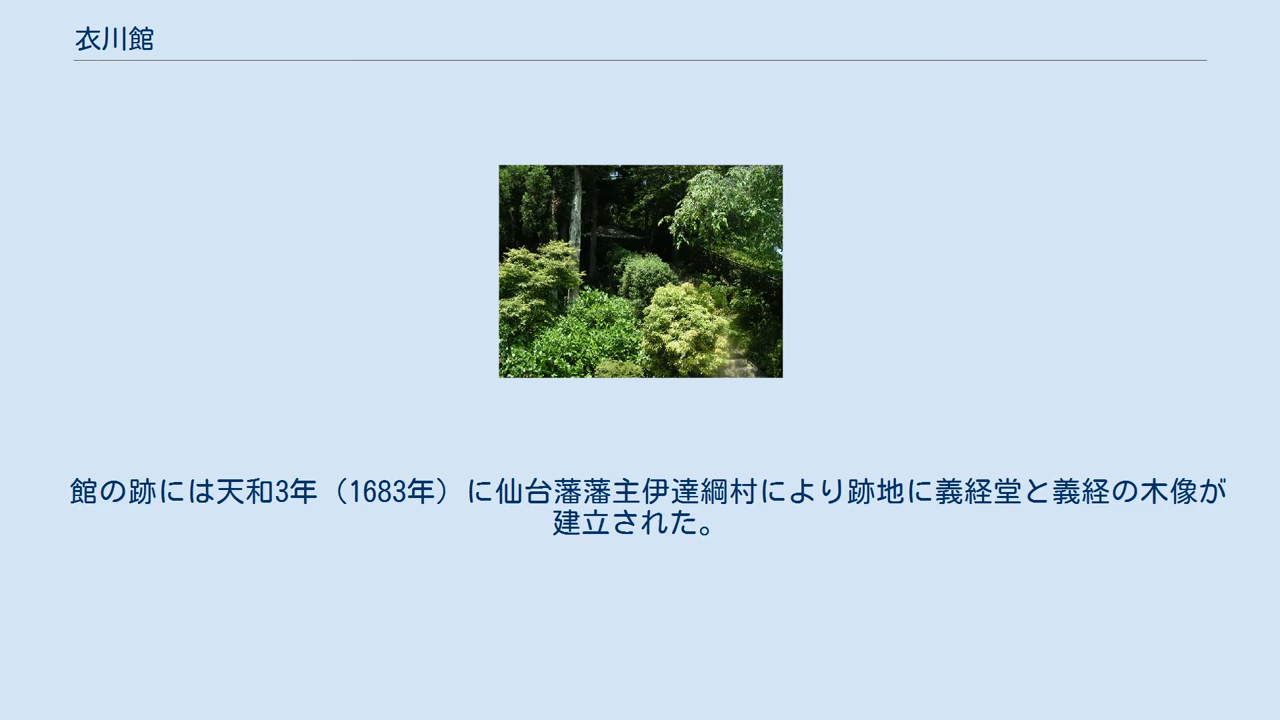 衣川館
館の跡には天和3年（1683年）に仙台藩藩主伊達綱村により跡地に義経堂と義経の木像が
建立された。